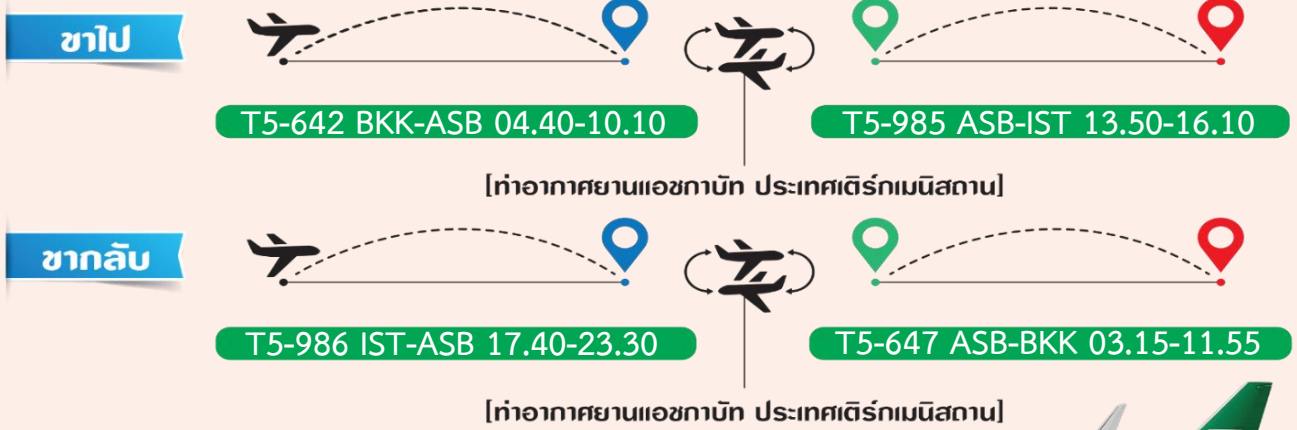 ขาไป
T5-642 BKK-ASB 04.40-10.10
T5-985 ASB-IST 13.50-16.10
[ท่าอากาศยานแอชกาบัท ประเทศเติร์กเมนิสถาน]
ขากลับ
T5-986 IST-ASB 17.40-23.30
T5-647 ASB-BKK 03.15-11.55
[ท่าอากาศยานแอชกาบัท ประเทศเติร์กเมนิสถาน]